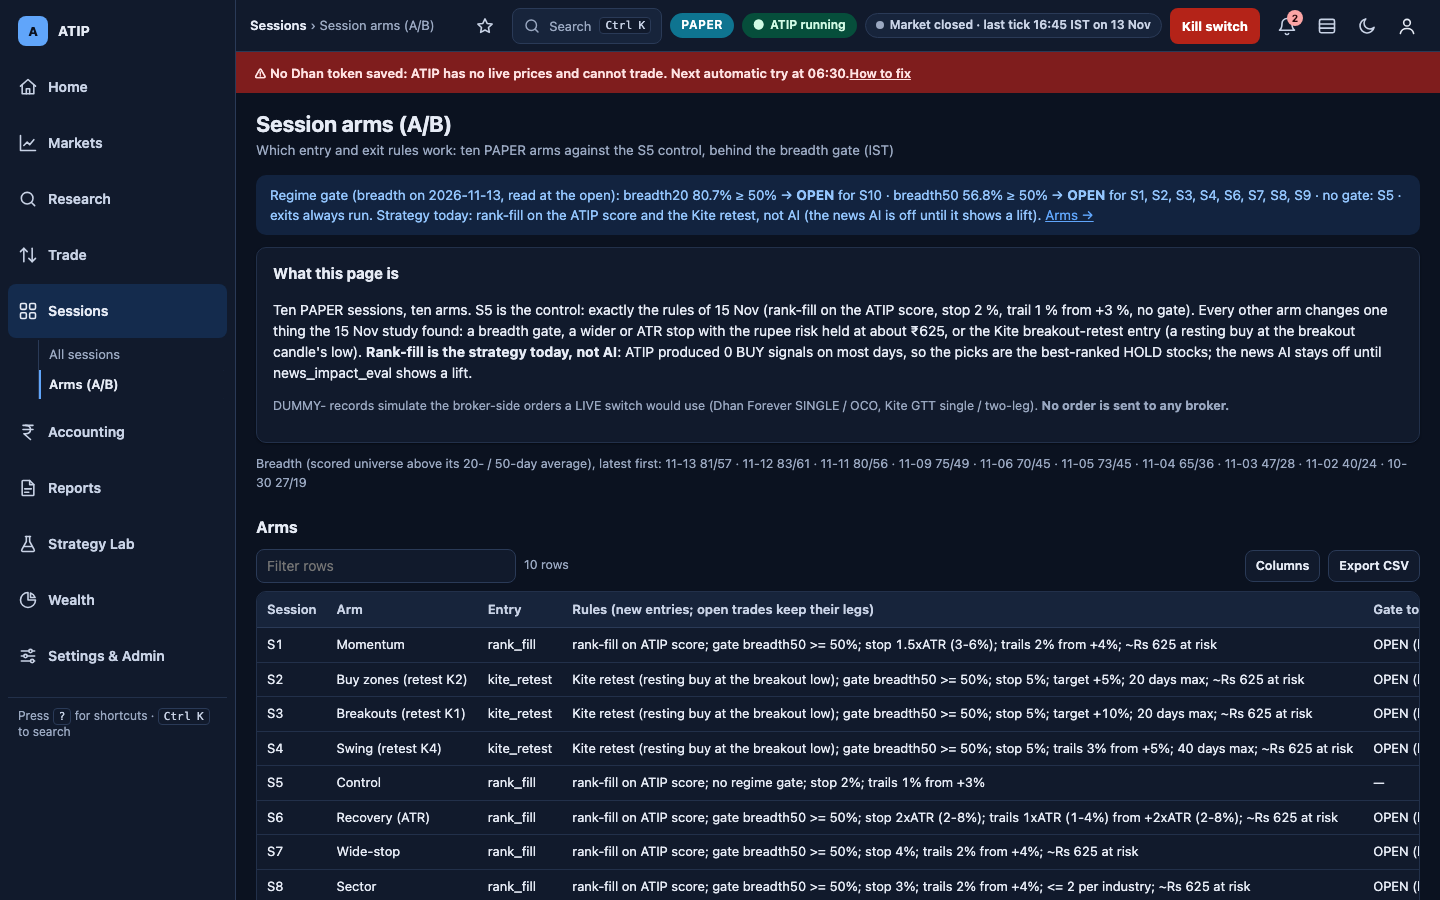 A ATIP
Home
Markets
Research
Trade
Sessions
All sessions
Arms (A/B)
Accounting
Reports
Strategy Lab
Wealth
Settings & Admin
Press ? for shortcuts · Ctrl K
to search
Sessions › Session arms (A/B)
Search Ctrl K
PAPER
ATIP running
Market closed · last tick 16:45 IST on 13 Nov
Kill switch
2
⚠ No Dhan token saved: ATIP has no live prices and cannot trade. Next automatic try at 06:30.How to fix
Session arms (A/B)
Which entry and exit rules work: ten PAPER arms against the S5 control, behind the breadth gate (IST)
Regime gate (breadth on 2026-11-13, read at the open): breadth20 80.7% ≥ 50% → OPEN for S10 · breadth50 56.8% ≥ 50% → OPEN for S1, S2, S3, S4, S6, S7, S8, S9 · no gate: S5 ·
exits always run. Strategy today: rank-fill on the ATIP score and the Kite retest, not AI (the news AI is off until it shows a lift). Arms →
What this page is
Ten PAPER sessions, ten arms. S5 is the control: exactly the rules of 15 Nov (rank-fill on the ATIP score, stop 2 %, trail 1 % from +3 %, no gate). Every other arm changes one
thing the 15 Nov study found: a breadth gate, a wider or ATR stop with the rupee risk held at about ₹625, or the Kite breakout-retest entry (a resting buy at the breakout
candle's low). Rank-fill is the strategy today, not AI: ATIP produced 0 BUY signals on most days, so the picks are the best-ranked HOLD stocks; the news AI stays off until
news_impact_eval shows a lift.
DUMMY- records simulate the broker-side orders a LIVE switch would use (Dhan Forever SINGLE / OCO, Kite GTT single / two-leg). No order is sent to any broker.
Breadth (scored universe above its 20- / 50-day average), latest first: 11-13 81/57 · 11-12 83/61 · 11-11 80/56 · 11-09 75/49 · 11-06 70/45 · 11-05 73/45 · 11-04 65/36 · 11-03 47/28 · 11-02 40/24 · 10-
30 27/19
Arms
Filter rows
10 rows
Columns
Export CSV
Session Arm Entry Rules (new entries; open trades keep their legs) Gate to
S1 Momentum rank_fill rank-fill on ATIP score; gate breadth50 >= 50%; stop 1.5xATR (3-6%); trails 2% from +4%; ~Rs 625 at risk OPEN (
S2 Buy zones (retest K2) kite_retest Kite retest (resting buy at the breakout low); gate breadth50 >= 50%; stop 5%; target +5%; 20 days max; ~Rs 625 at risk OPEN (
S3 Breakouts (retest K1) kite_retest Kite retest (resting buy at the breakout low); gate breadth50 >= 50%; stop 5%; target +10%; 20 days max; ~Rs 625 at risk OPEN (
S4 Swing (retest K4) kite_retest Kite retest (resting buy at the breakout low); gate breadth50 >= 50%; stop 5%; trails 3% from +5%; 40 days max; ~Rs 625 at risk OPEN (
S5 Control rank_fill rank-fill on ATIP score; no regime gate; stop 2%; trails 1% from +3% —
S6 Recovery (ATR) rank_fill rank-fill on ATIP score; gate breadth50 >= 50%; stop 2xATR (2-8%); trails 1xATR (1-4%) from +2xATR (2-8%); ~Rs 625 at risk OPEN (
S7 Wide-stop rank_fill rank-fill on ATIP score; gate breadth50 >= 50%; stop 4%; trails 2% from +4%; ~Rs 625 at risk OPEN (
S8 Sector rank_fill rank-fill on ATIP score; gate breadth50 >= 50%; stop 3%; trails 2% from +4%; <= 2 per industry; ~Rs 625 at risk OPEN (